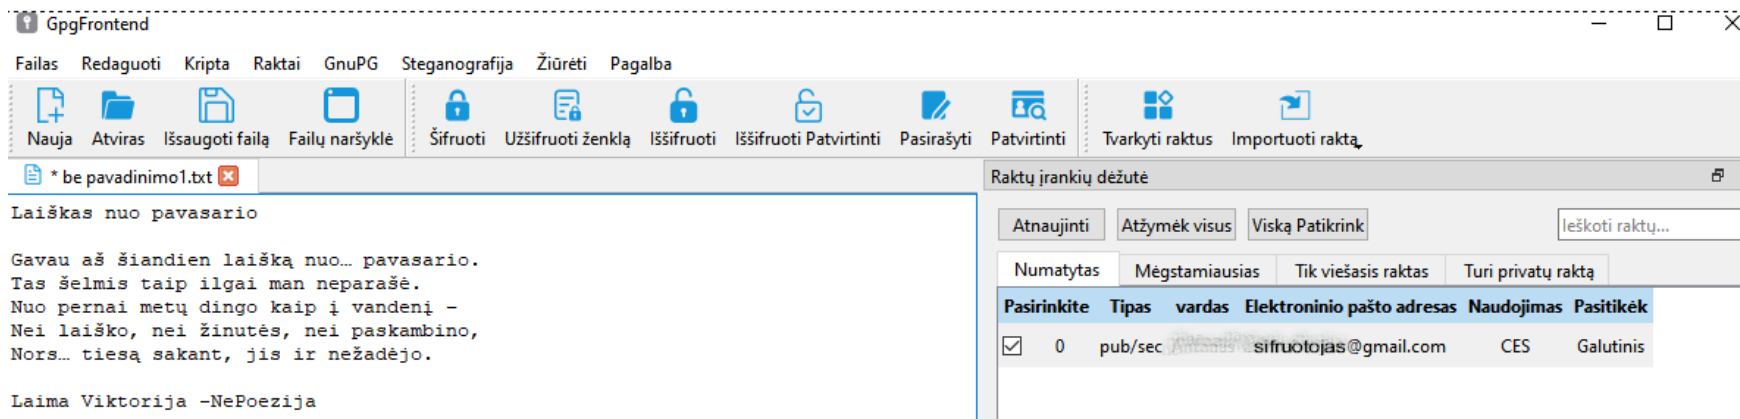 GpgFrontend
Failas Redaguoti Kripta Raktai GnuPG Steganografija Žiūrėti Pagalba
Nauja Atviras Išsaugoti failą Failų naršyklė Šifruoti Užšifruoti ženklą Iššifruoti Iššifruoti Patvirtinti Pasirašyti Patvirtinti Tvarkyti raktus Importuoti raktą
* be pavadinimo1.txt
Laiškas nuo pavasario
Gavau aš šiandien laišką nuo… pavasario.
Tas šelmis taip ilgai man neparašė.
Nuo pernai metų dingo kaip į vandenį –
Nei laiško, nei žinutės, nei paskambino,
Nors… tiesą sakant, jis ir nežadėjo.
Laima Viktorija –NePoezija
Raktų įrankių dėžutė
Atnaujinti Atžymėk visus Viską Patikrink Ieškoti raktų...
Numatytas Mėgstamiausias Tik viešasis raktas Turi privatų raktą
Pasirinkite Tipas vardas Elektroninio pašto adresas Naudojimas Pasitikėk
0 pub/sec sifruotojas@gmail.com CES Galutinis